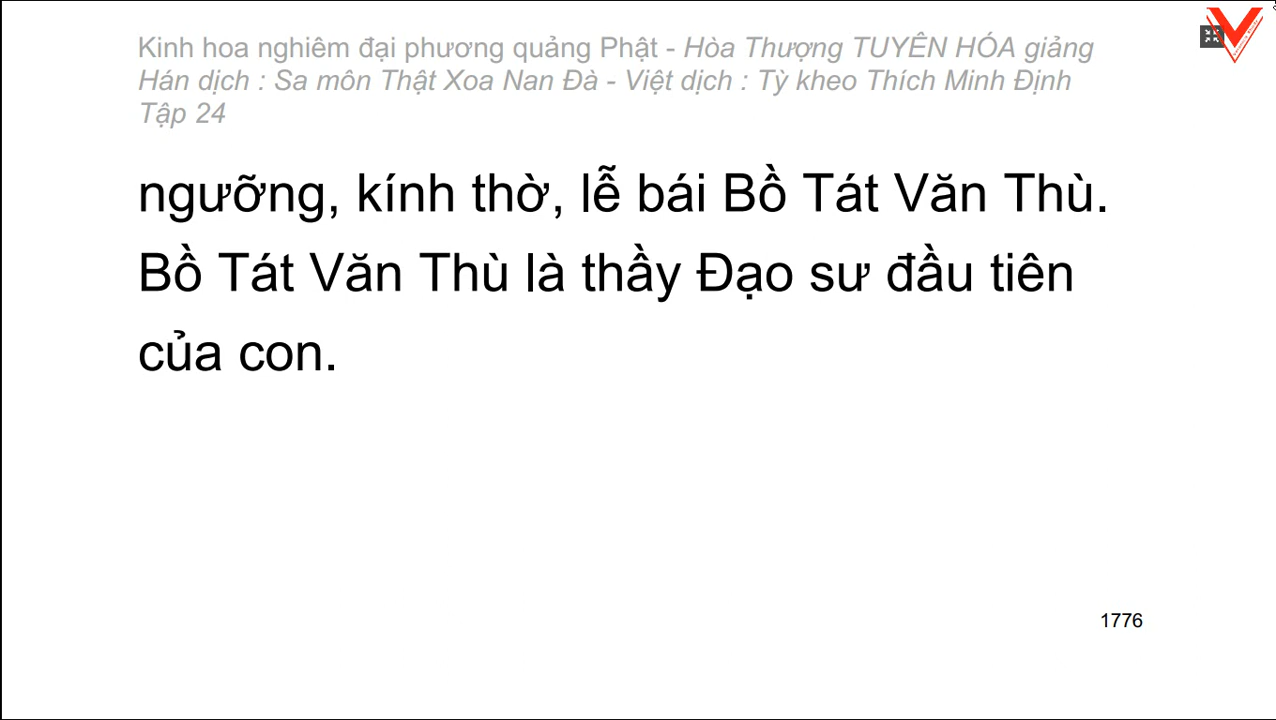 Kinh hoa nghiêm đại phương quảng Phật - Hòa Thượng TUYÊN HÓA giảng
Hán dịch : Sa môn Thật Xoa Nan Đà - Việt dịch : Tỳ kheo Thích Minh Định
Tập 24
ngưỡng, kính thờ, lễ bái Bồ Tát Văn Thù.
Bồ Tát Văn Thù là thầy Đạo sư đầu tiên
của con.
1776